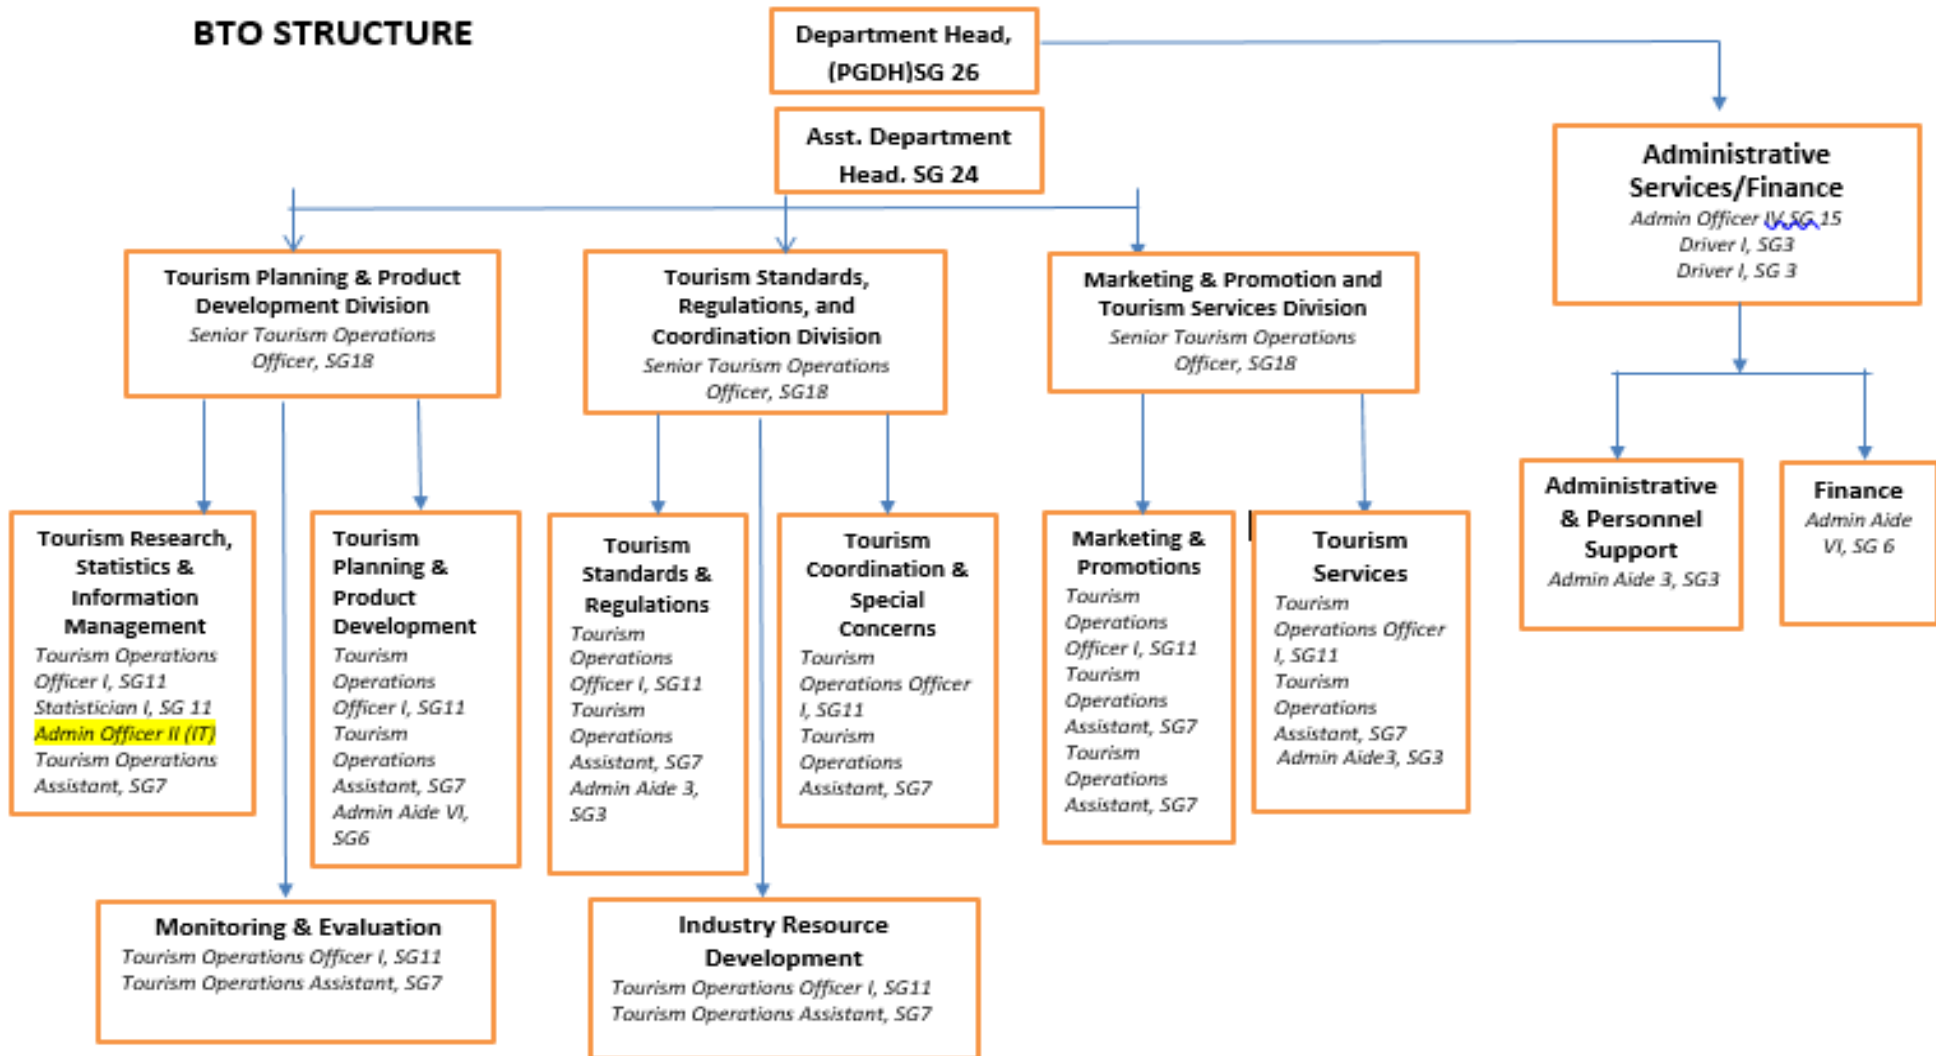 BTO STRUCTURE
Department Head,
(PGDH)SG 26
Asst. Department
Head. SG 24
Administrative
Services/Finance
Admin Officer IV SG 15
Driver I, SG3
Driver I, SG 3
Tourism Planning & Product
Development Division
Senior Tourism Operations
Officer, SG18
Tourism Standards,
Regulations, and
Coordination Division
Senior Tourism Operations
Officer, SG18
Marketing & Promotion and
Tourism Services Division
Senior Tourism Operations
Officer, SG18
Tourism Research,
Statistics &
Information
Management
Tourism Operations
Officer I, SG11
Statistician I, SG 11
Admin Officer II (IT)
Tourism Operations
Assistant, SG7
Tourism
Planning &
Product
Development
Tourism
Operations
Officer I, SG11
Tourism
Operations
Assistant, SG7
Admin Aide VI,
SG6
Tourism
Standards &
Regulations
Tourism
Operations
Officer I, SG11
Tourism
Operations
Assistant, SG7
Admin Aide 3,
SG3
Tourism
Coordination &
Special
Concerns
Tourism
Operations Officer
I, SG11
Tourism
Operations
Assistant, SG7
Marketing &
Promotions
Tourism
Operations
Officer I, SG11
Tourism
Operations
Assistant, SG7
Tourism
Operations
Assistant, SG7
Tourism
Services
Tourism
Operations Officer
I, SG11
Tourism
Operations
Assistant, SG7
Admin Aide3, SG3
Administrative
& Personnel
Support
Admin Aide 3, SG3
Finance
Admin Aide
VI, SG 6
Monitoring & Evaluation
Tourism Operations Officer I, SG11
Tourism Operations Assistant, SG7
Industry Resource
Development
Tourism Operations Officer I, SG11
Tourism Operations Assistant, SG7